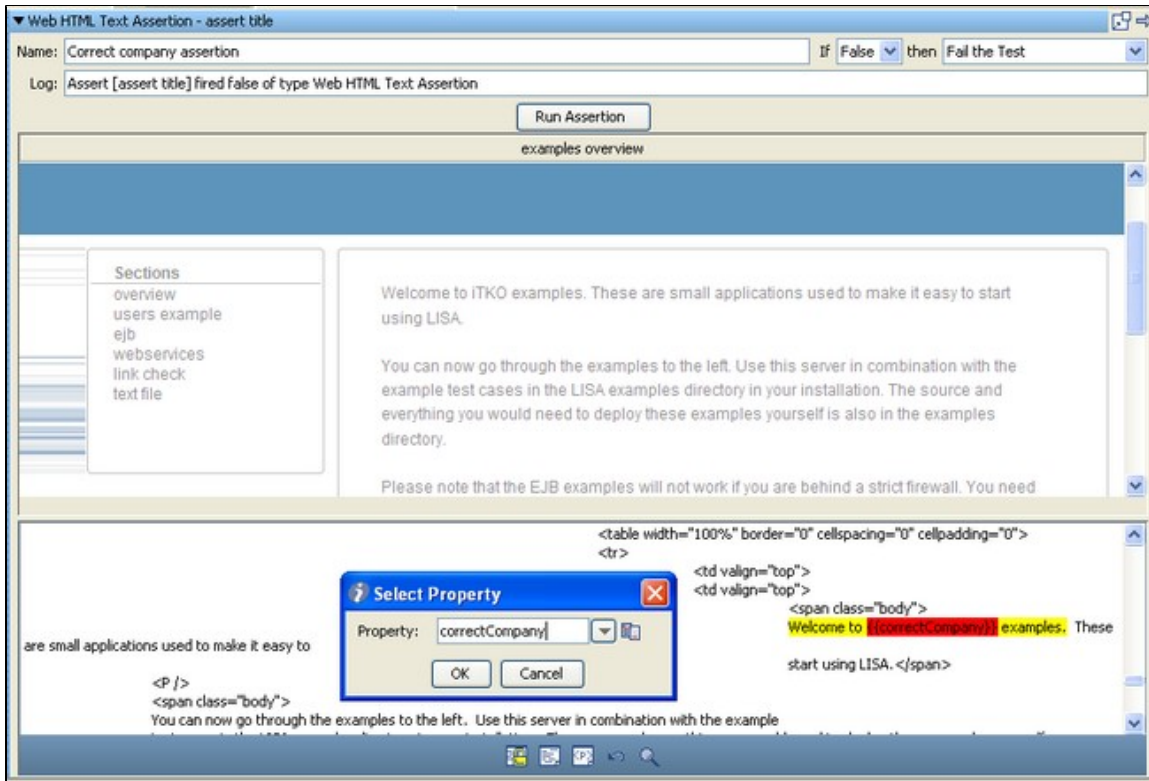 Web HTML Text Assertion - assert title
Name: Correct company assertion If False then Fail the Test
Log: Assert [assert title] fired false of type Web HTML Text Assertion
Run Assertion
examples overview
Sections
overview
users example
ejb
webservices
link check
text file
Welcome to iTKO examples. These are small applications used to make it easy to start
using LISA.
You can now go through the examples to the left. Use this server in combination with the
example test cases in the LISA examples directory in your installation. The source and
everything you would need to deploy these examples yourself is also in the examples
directory.
Please note that the EJB examples will not work if you are behind a strict firewall. You need
<table width="100%" border="0" cellspacing="0" cellpadding="0">
<tr>
<td valign="top">
<td valign="top">
<span class="body">
Welcome to {{correctCompany}} examples. These
are small applications used to make it easy to
start using LISA.</span>
<P />
<span class="body">
You can now go through the examples to the left. Use this server in combination with the example
Select Property
Property: correctCompany
OK Cancel